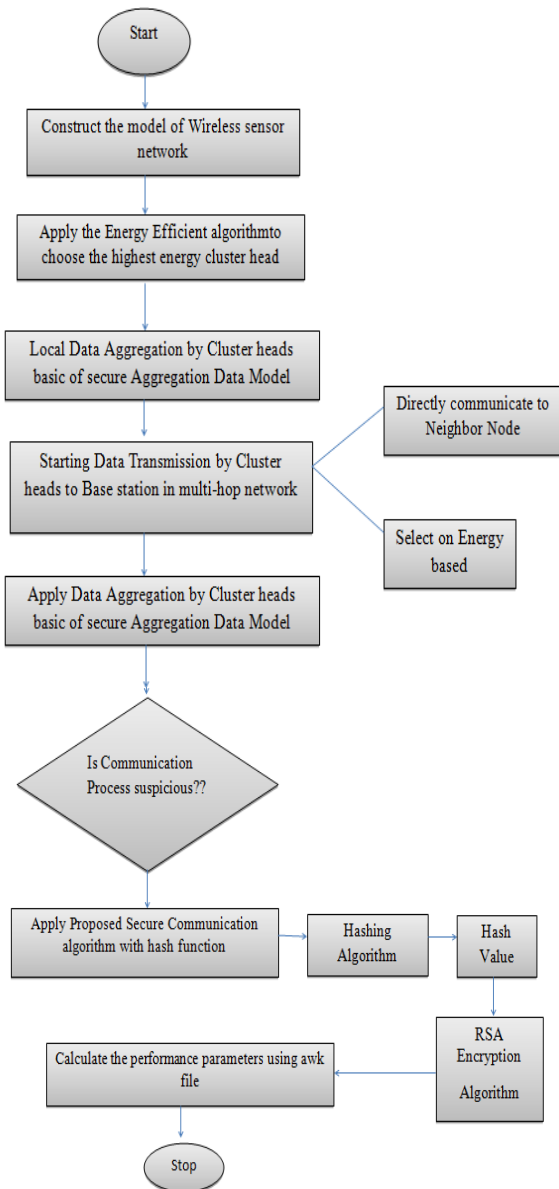 Start
Construct the model of Wireless sensor
network
Apply the Energy Efficient algorithmto
choose the highest energy cluster head
Local Data Aggregation by Cluster heads
basic of secure Aggregation Data Model
Directly communicate to
Neighbor Node
Starting Data Transmission by Cluster
heads to Base station in multi-hop network
Select on Energy
based
Apply Data Aggregation by Cluster heads
basic of secure Aggregation Data Model
Is Communication
Process suspicious??
Apply Proposed Secure Communication
algorithm with hash function
Hashing
Algorithm
Hash
Value
RSA
Encryption
Algorithm
Calculate the performance parameters using awk
file
Stop